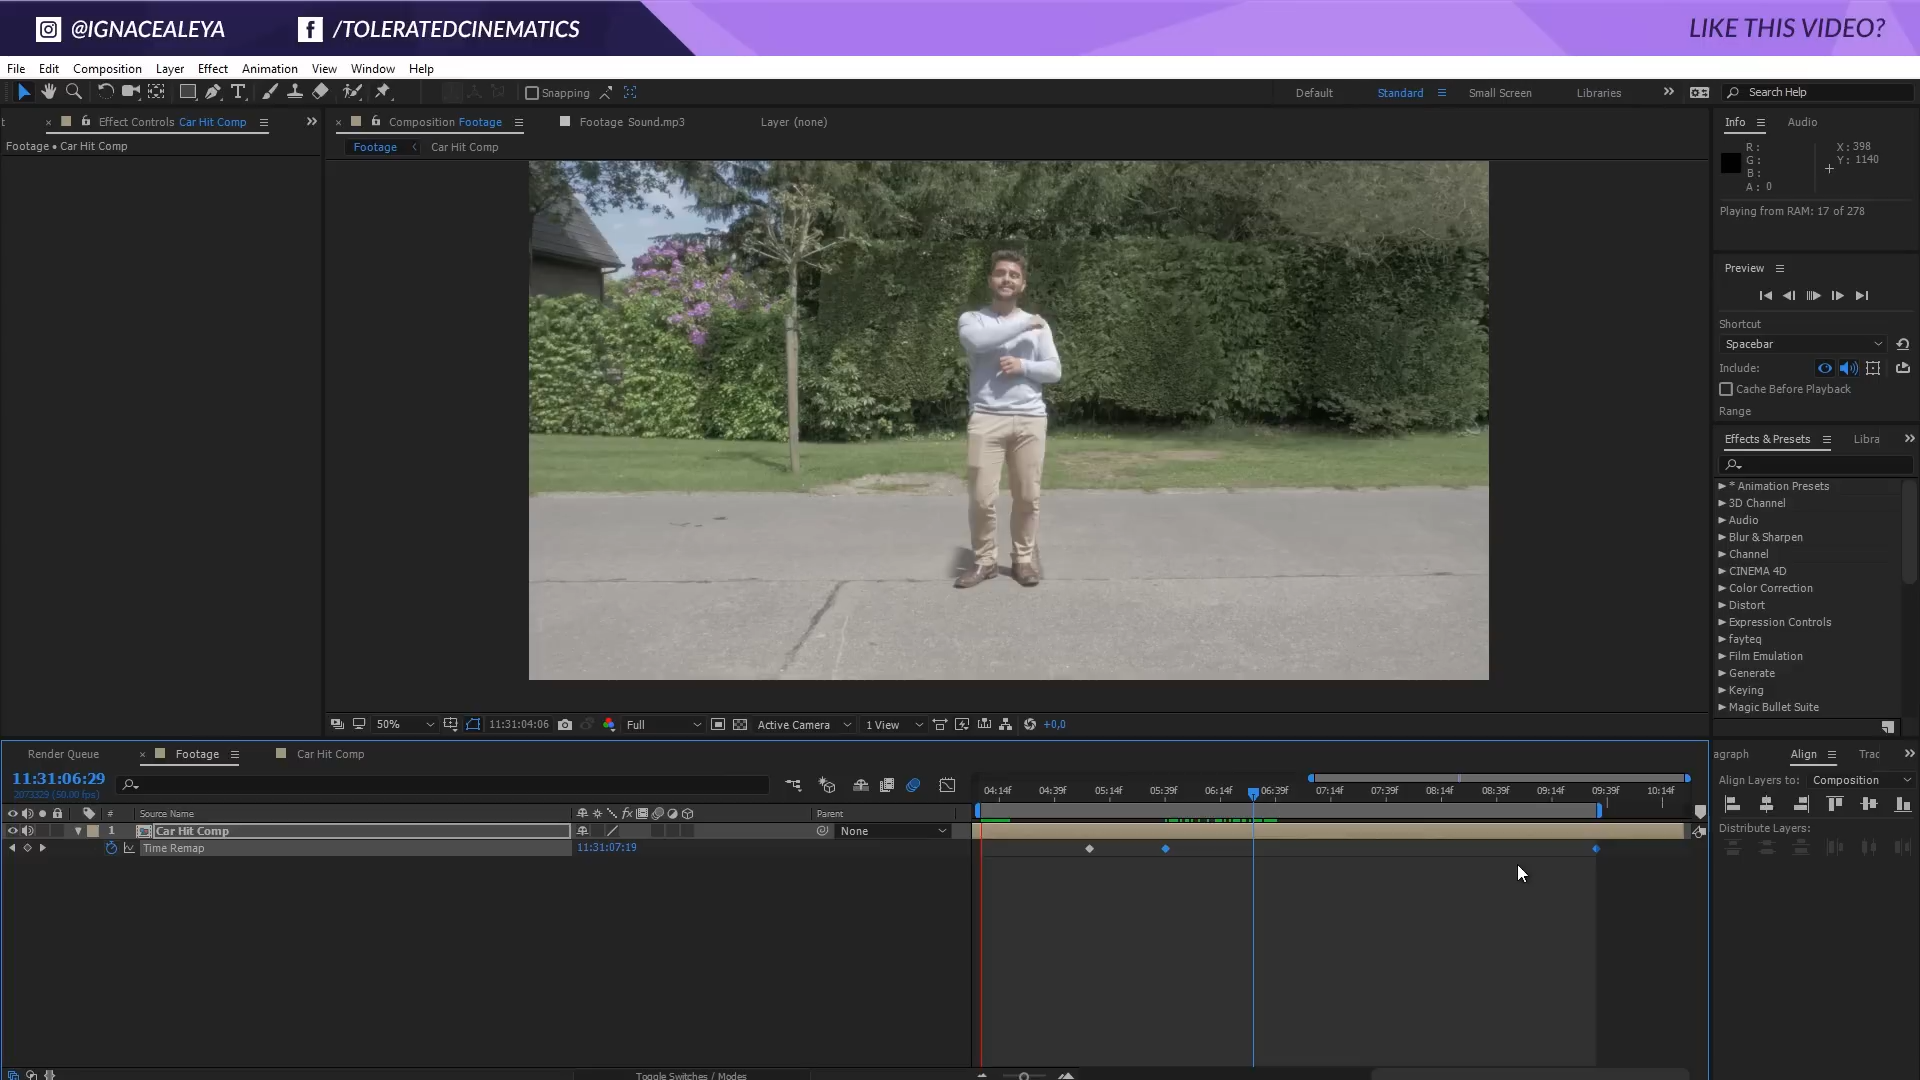 @IGNACEALEYA
/TOLERATEDCINEMATICS
LIKE THIS VIDEO?
File Edit Composition Layer Effect Animation View Window Help
Snapping
Default Standard Small Screen Libraries
Search Help
Effect Controls Car Hit Comp
Composition Footage
Footage Sound.mp3
Layer (none)
Info Audio
Footage • Car Hit Comp
Footage Car Hit Comp
R :
G :
B :
A : 0
X : 398
Y : 1140
Playing from RAM: 17 of 278
Preview
Shortcut
Spacebar
Include:
Cache Before Playback
Range
Effects & Presets Libra
* Animation Presets
3D Channel
Audio
Blur & Sharpen
Channel
CINEMA 4D
Color Correction
Distort
Expression Controls
fayteq
Film Emulation
Generate
Keying
Magic Bullet Suite
50% 11:31:04:06 Full Active Camera 1 View +0,0
Render Queue Footage Car Hit Comp
agraph Align Trac
11:31:06:29
2073329 (50.00 fps)
04:14f 04:39f 05:14f 05:39f 06:14f 06:39f 07:14f 07:39f 08:14f 08:39f 09:14f 09:39f 10:14f
Align Layers to: Composition
# Source Name Parent
1 Car Hit Comp None
Distribute Layers:
Time Remap 11:31:07:19
Toggle Switches / Modes